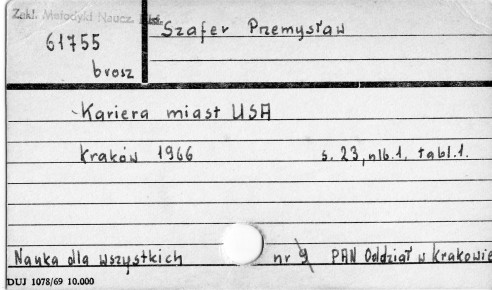 Zakł. Metodyki Naucz. Biol.
61755
brosz
Szafer Przemysław
Kariera miast USA
Kraków 1966 s. 23, nlb. 1, tabl. 1.
Nauka dla wszystkich nr 9 PAN Oddział w Krakowie
DUJ 1078/69 10.000